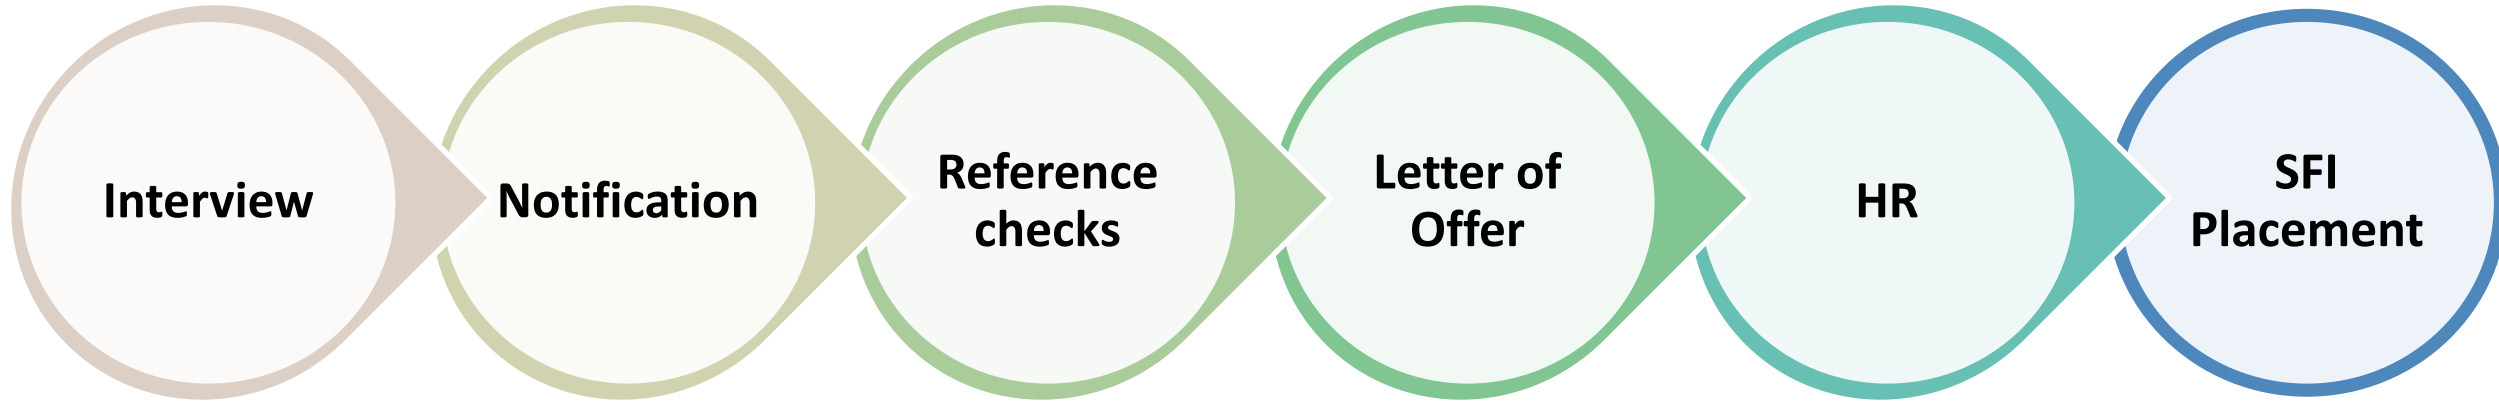 Interview
Notification
Reference
checks
Letter of
Offer
HR
SFI
Placement